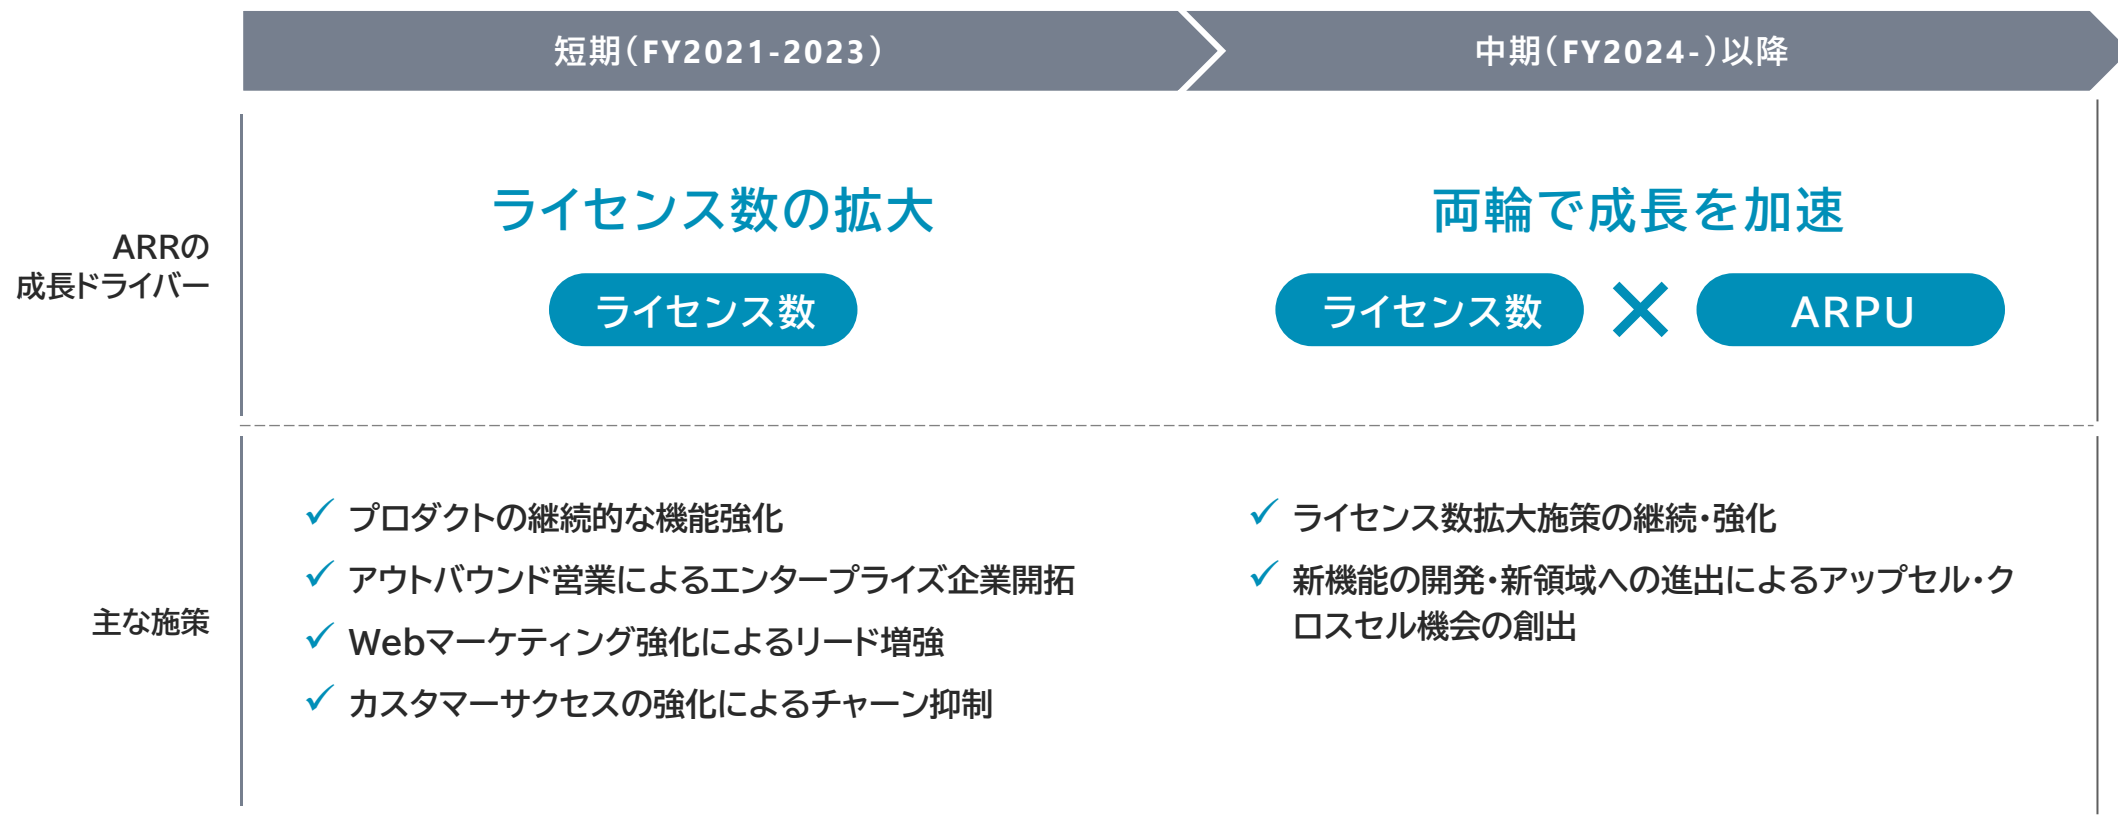 短期（FY2021-2023）
中期（FY2024-）以降
ARRの
成長ドライバー
ライセンス数の拡大
ライセンス数
両輪で成長を加速
ライセンス数 × ARPU
主な施策
✓ プロダクトの継続的な機能強化
✓ アウトバウンド営業によるエンタープライズ企業開拓
✓ Webマーケティング強化によるリード増強
✓ カスタマーサクセスの強化によるチャーン抑制
✓ ライセンス数拡大施策の継続・強化
✓ 新機能の開発・新領域への進出によるアップセル・ク
ロスセル機会の創出